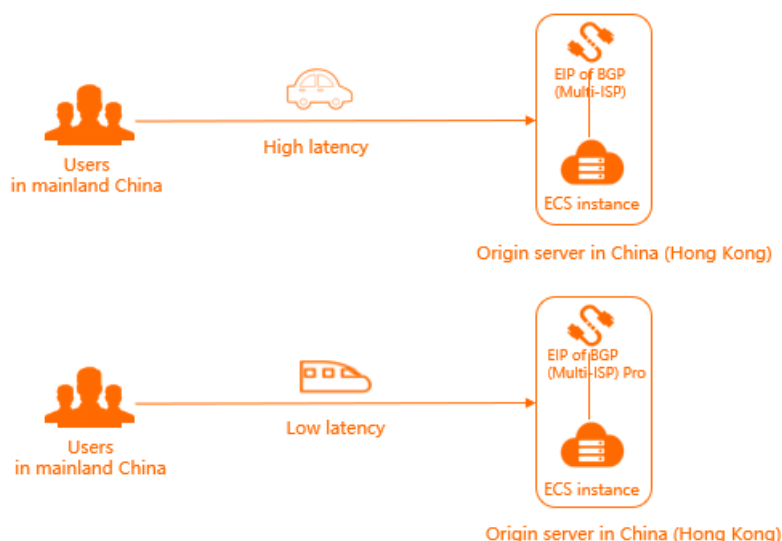 EIP of BGP
(Multi-ISP)
High latency
Users
in mainland China
ECS instance
Origin server in China (Hong Kong)
EIP of BGP
(Multi-ISP) Pro
Low latency
Users
in mainland China
ECS instance
Origin server in China (Hong Kong)